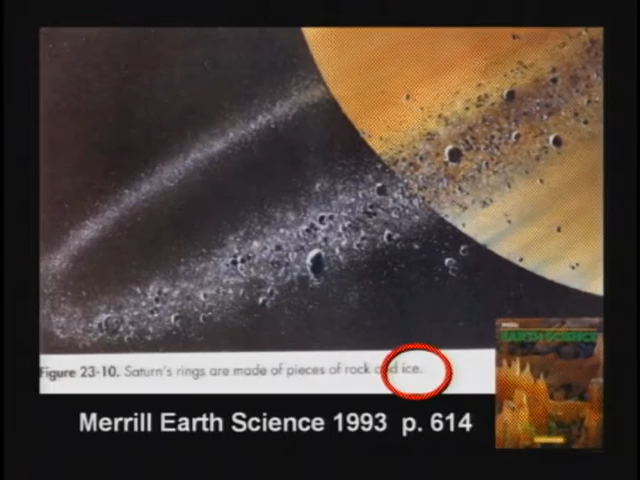 Figure 23-10. Saturn's rings are made of pieces of rock and ice.
EARTH SCIENCE
Merrill Earth Science 1993 p. 614